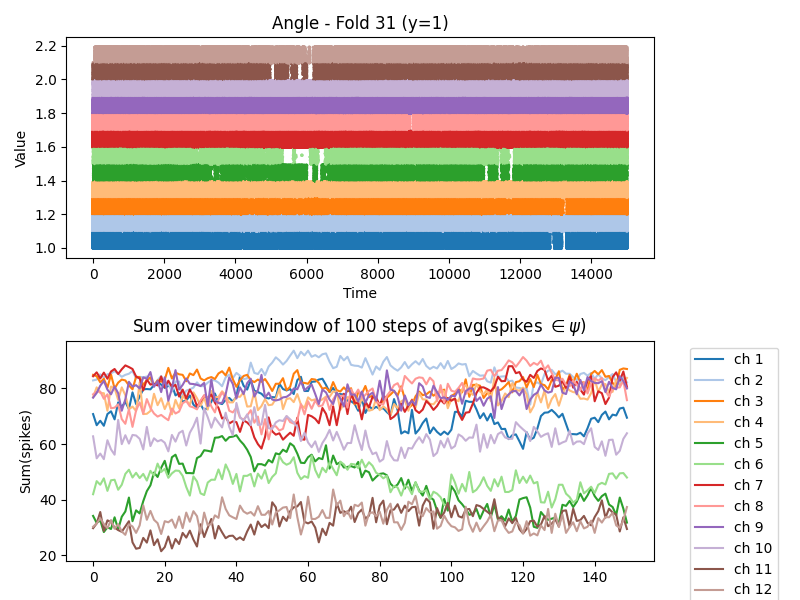 Angle - Fold 31 (y=1)
2.2
2.0
1.8
1.6
1.4
1.2
1.0
Value
0 2000 4000 6000 8000 10000 12000 14000
Time
Sum over timewindow of 100 steps of avg(spikes ∈ ψ)
80
60
40
20
Sum(spikes)
0 20 40 60 80 100 120 140
ch 1
ch 2
ch 3
ch 4
ch 5
ch 6
ch 7
ch 8
ch 9
ch 10
ch 11
ch 12